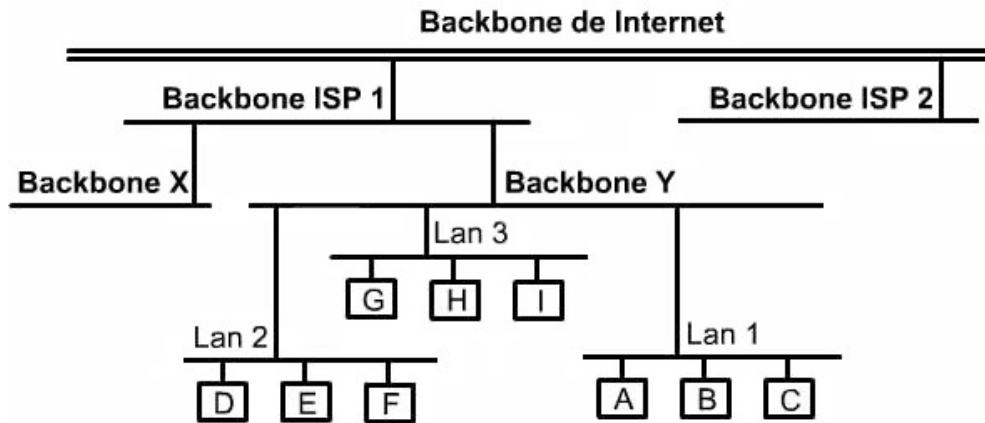 Backbone de Internet
Backbone ISP 1
Backbone ISP 2
Backbone X
Backbone Y
Lan 3
G H I
Lan 2
Lan 1
D E F
A B C